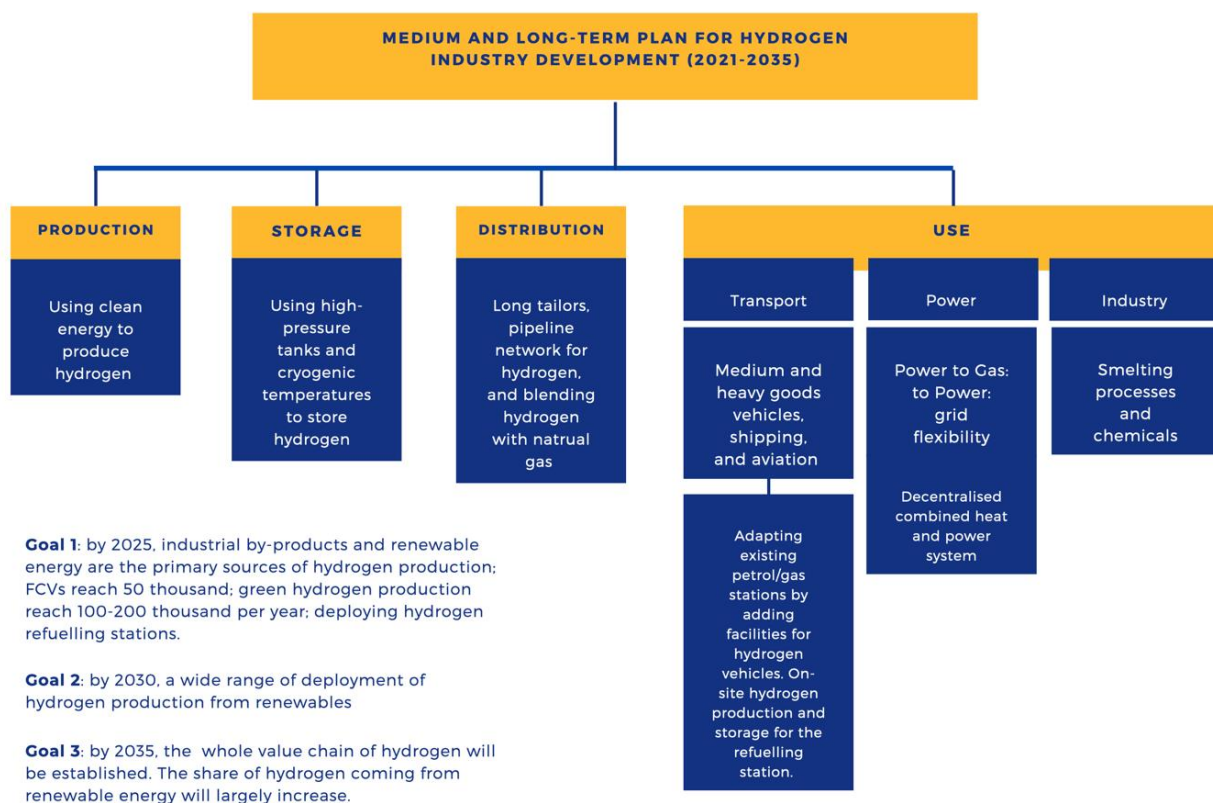 MEDIUM AND LONG-TERM PLAN FOR HYDROGEN
INDUSTRY DEVELOPMENT (2021-2035)
PRODUCTION
Using clean
energy to
produce
hydrogen
STORAGE
Using high-
pressure
tanks and
cryogenic
temperatures
to store
hydrogen
DISTRIBUTION
Long tailors,
pipeline
network for
hydrogen,
and blending
hydrogen
with natrual
gas
USE
Transport
Medium and
heavy goods
vehicles,
shipping,
and aviation
Adapting
existing
petrol/gas
stations by
adding
facilities for
hydrogen
vehicles. On-
site hydrogen
production and
storage for the
refuelling
station.
Power
Power to Gas:
to Power:
grid
flexibility
Decentralised
combined heat
and power
system
Industry
Smelting
processes
and
chemicals
Goal 1: by 2025, industrial by-products and renewable
energy are the primary sources of hydrogen production;
FCVs reach 50 thousand; green hydrogen production
reach 100-200 thousand per year; deploying hydrogen
refuelling stations.
Goal 2: by 2030, a wide range of deployment of
hydrogen production from renewables
Goal 3: by 2035, the whole value chain of hydrogen will
be established. The share of hydrogen coming from
renewable energy will largely increase.